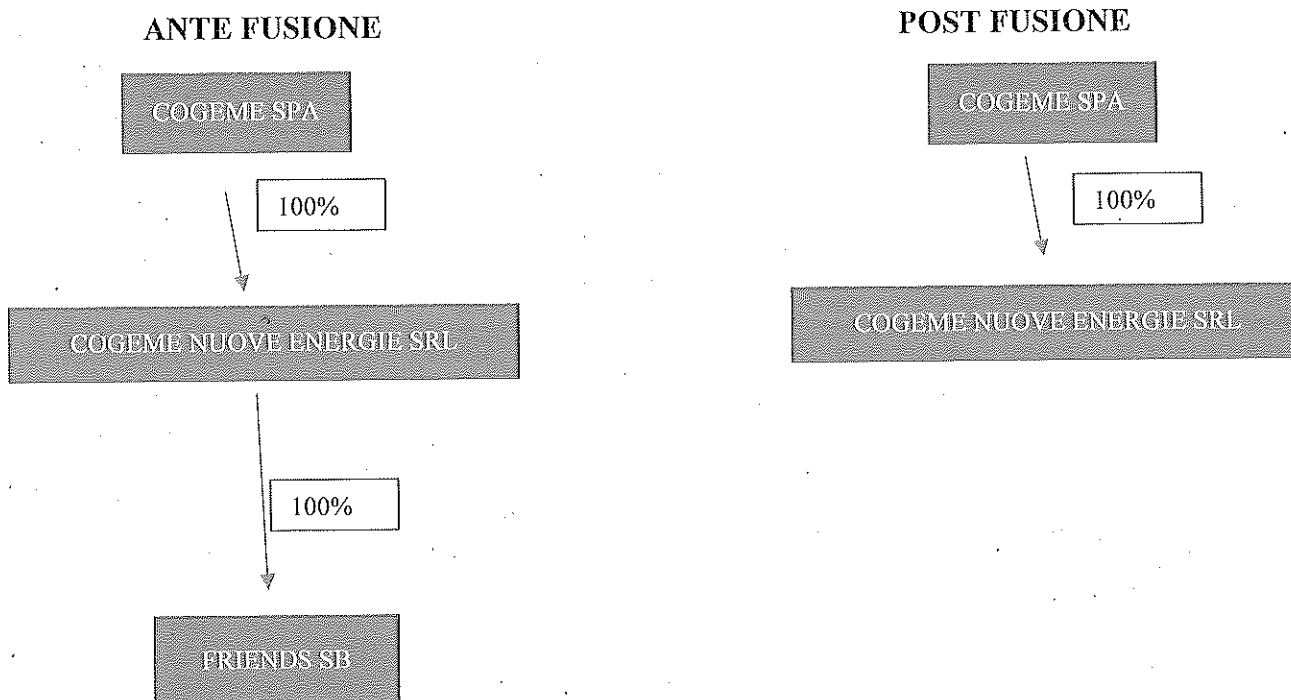 ANTE FUSIONE
COGEME SPA
100%
COGEME NUOVE ENERGIE SRL
100%
FRIENDS SB
POST FUSIONE
COGEME SPA
100%
COGEME NUOVE ENERGIE SRL